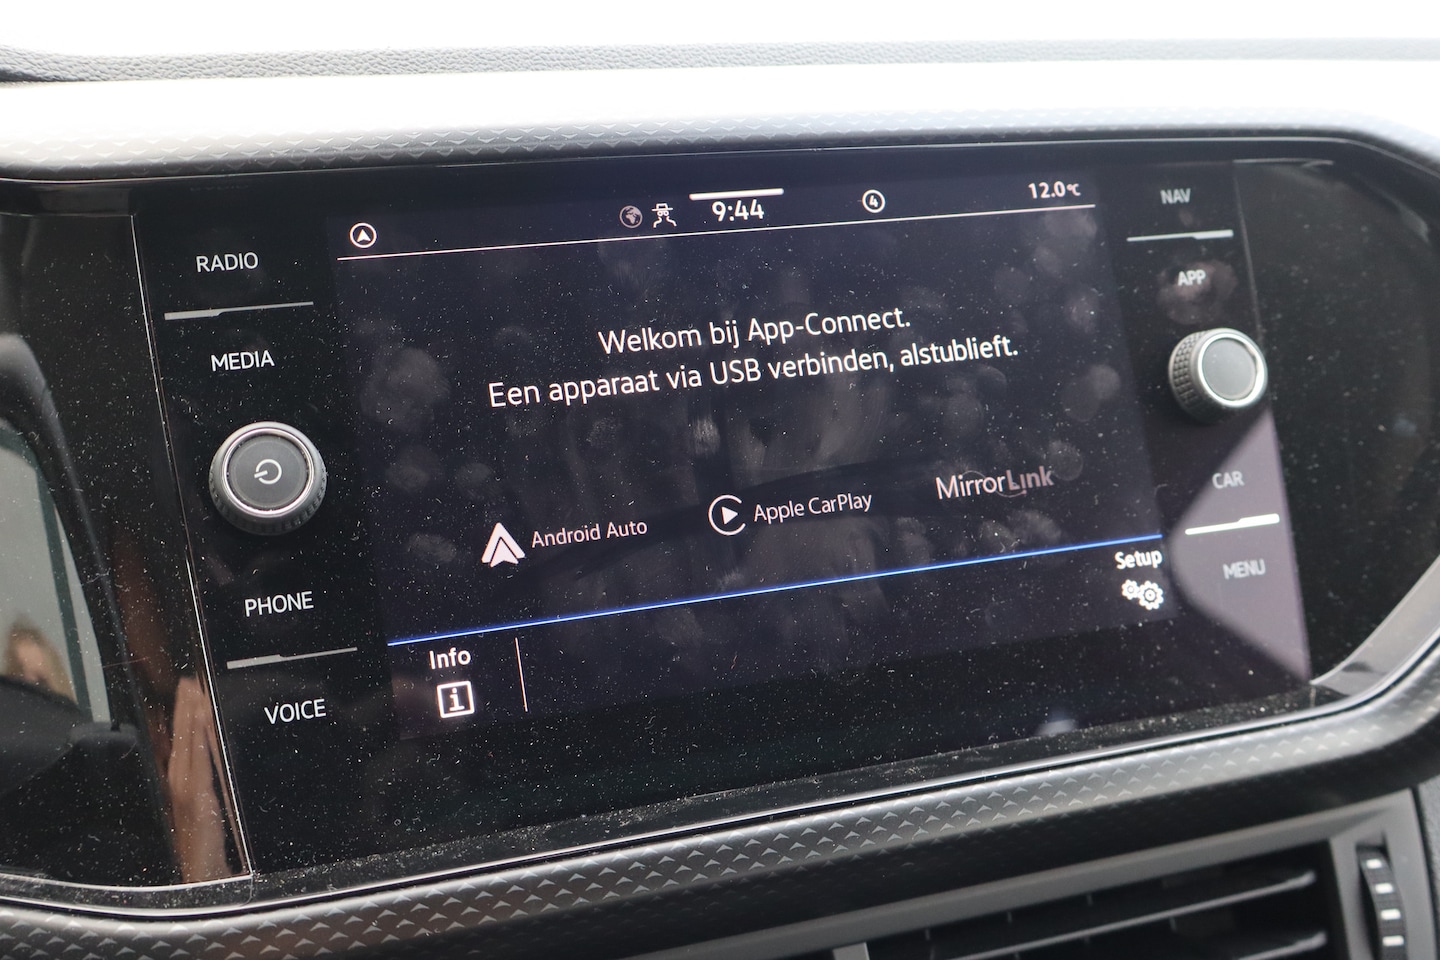 9:44
4
12.0°C
NAV
RADIO
APP
MEDIA
Welkom bij App-Connect.
Een apparaat via USB verbinden, alstublieft.
Android Auto
Apple CarPlay
MirrorLink
CAR
MENU
Setup
PHONE
VOICE
Info
i